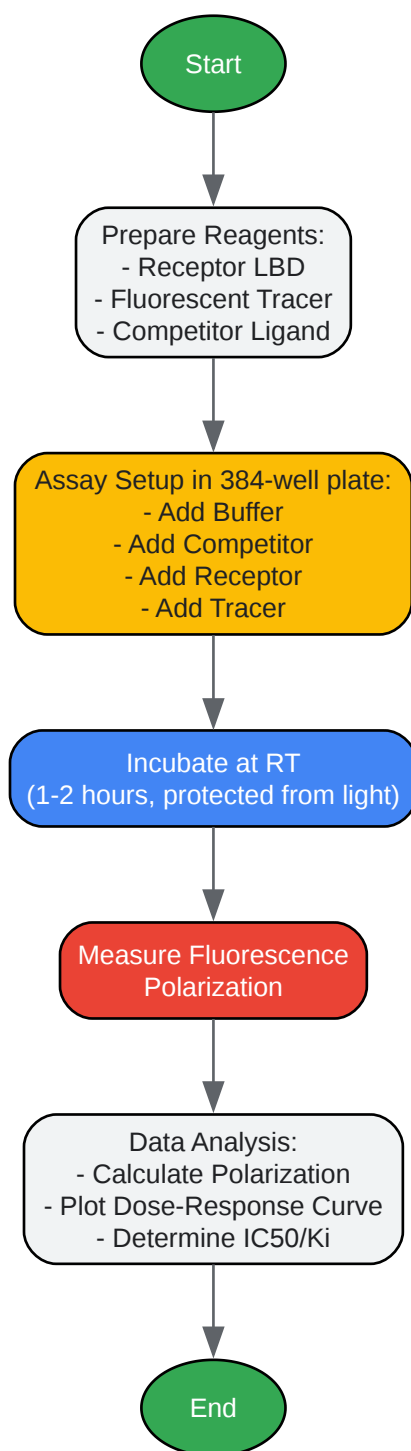 Start
Prepare Reagents:
- Receptor LBD
- Fluorescent Tracer
- Competitor Ligand
Assay Setup in 384-well plate:
- Add Buffer
- Add Competitor
- Add Receptor
- Add Tracer
Incubate at RT
(1-2 hours, protected from light)
Measure Fluorescence
Polarization
Data Analysis:
- Calculate Polarization
- Plot Dose-Response Curve
- Determine IC50/Ki
End